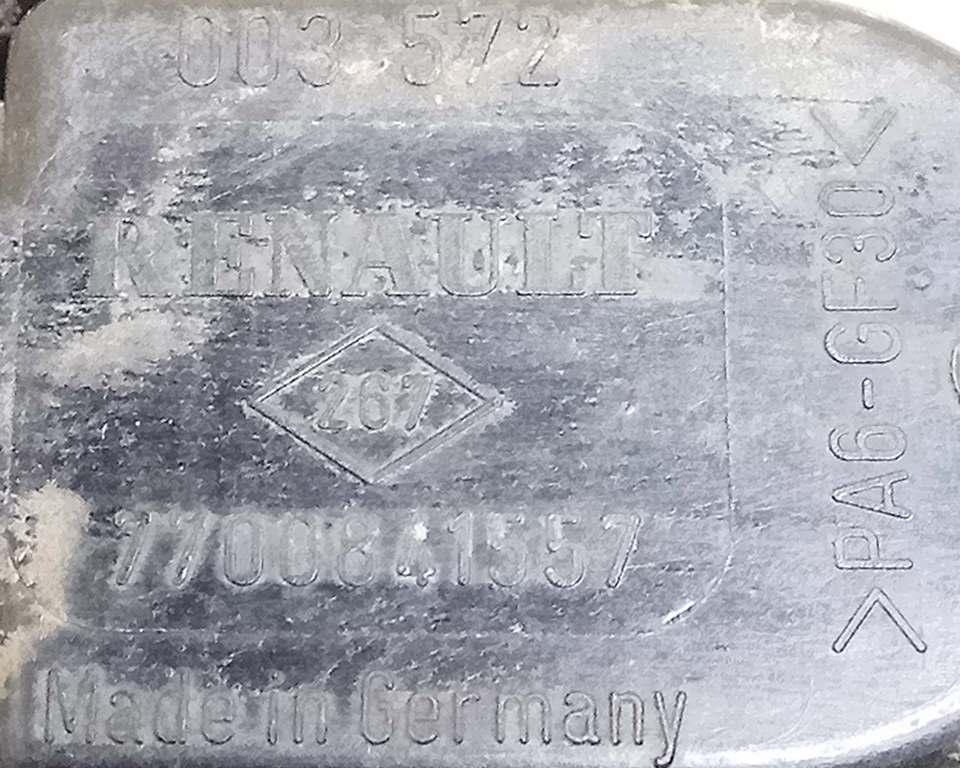 003 572
RENAULT
267
7700841557
Made in Germany
>PA6-GF30<